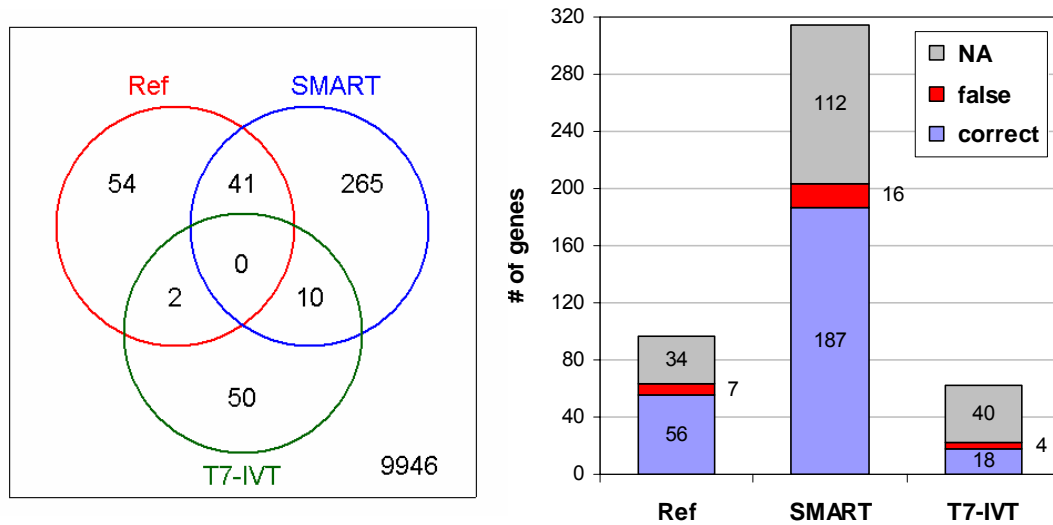 Ref
SMART
54
41
265
0
2
10
50
T7-IVT
9946
# of genes
320
280
240
200
160
120
80
40
0
NA
false
correct
34
7
56
112
16
187
40
4
18
Ref
SMART
T7-IVT